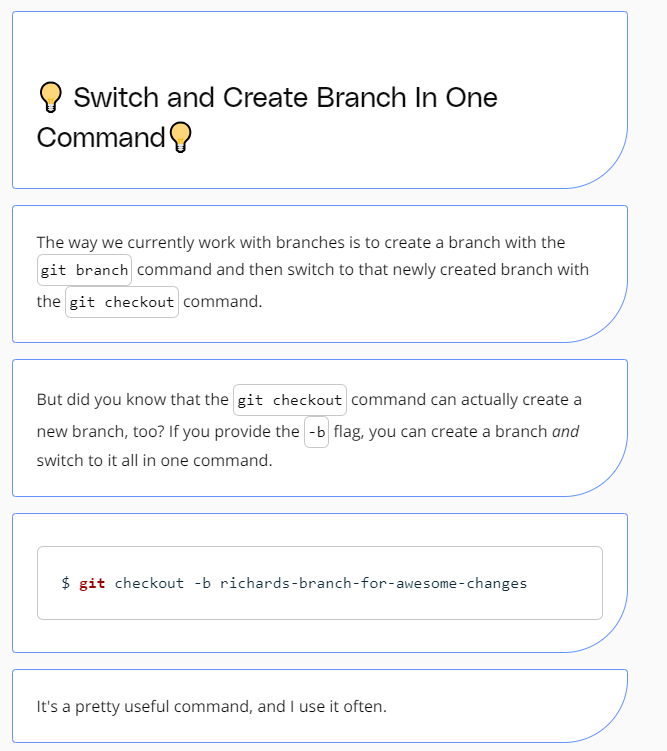 💡 Switch and Create Branch In One
Command💡
The way we currently work with branches is to create a branch with the
git branch command and then switch to that newly created branch with
the git checkout command.
But did you know that the git checkout command can actually create a
new branch, too? If you provide the -b flag, you can create a branch and
switch to it all in one command.
$ git checkout -b richards-branch-for-awesome-changes
It's a pretty useful command, and I use it often.